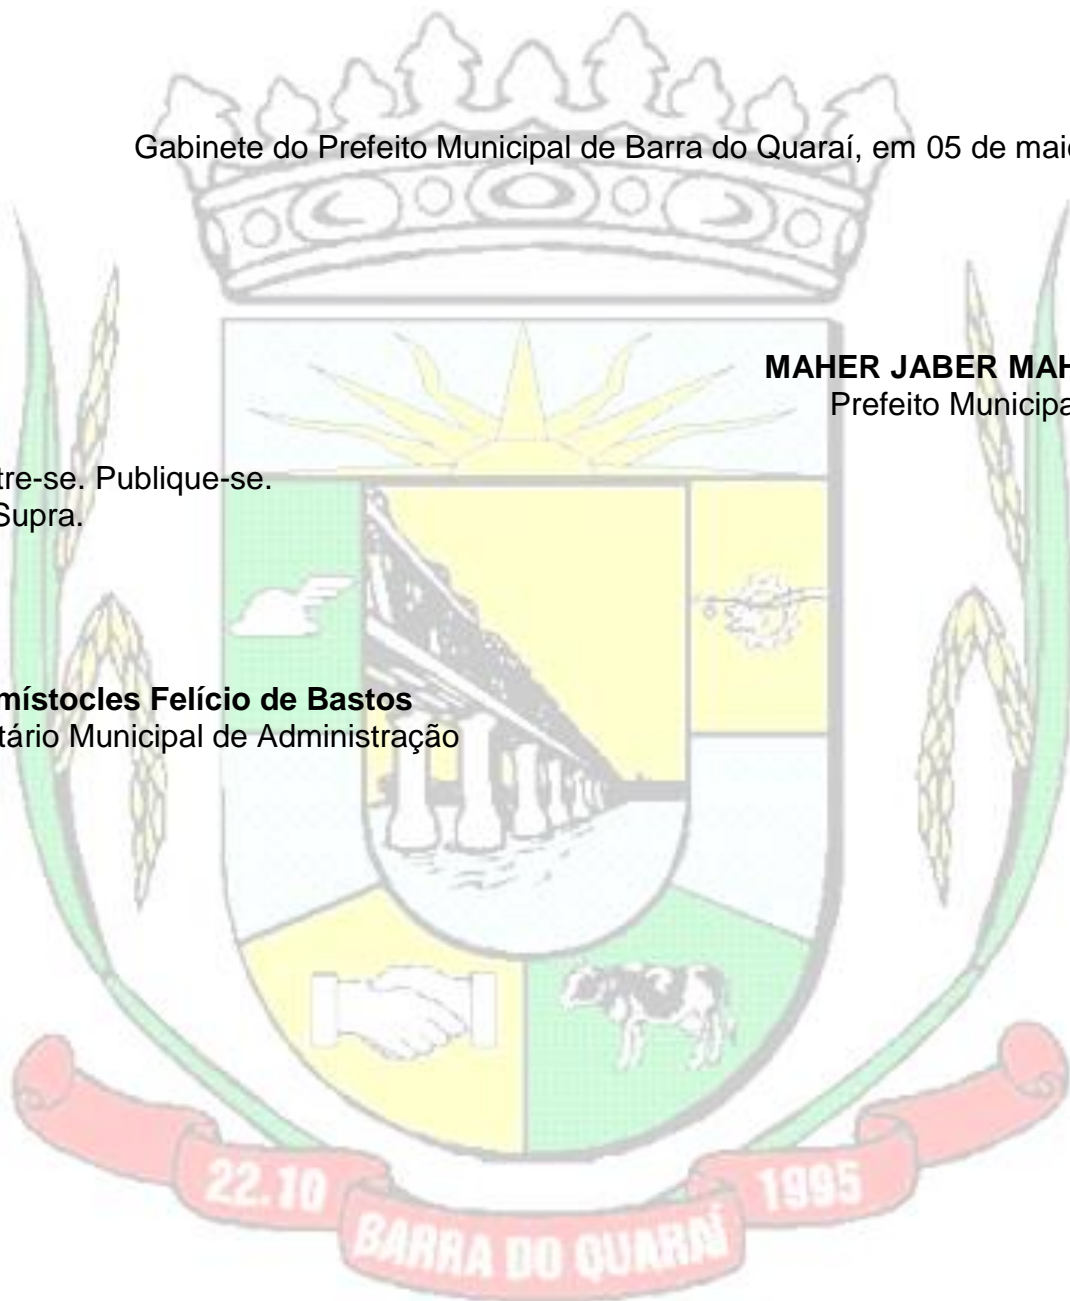 Gabinete do Prefeito Municipal de Barra do Quaraí, em 05 de maio
MAHER JABER MAH
Prefeito Municipa
tre-se. Publique-se.
Supra.
místocles Felício de Bastos
tário Municipal de Administração
22.10
1995
BARRA DO QUARAÍ